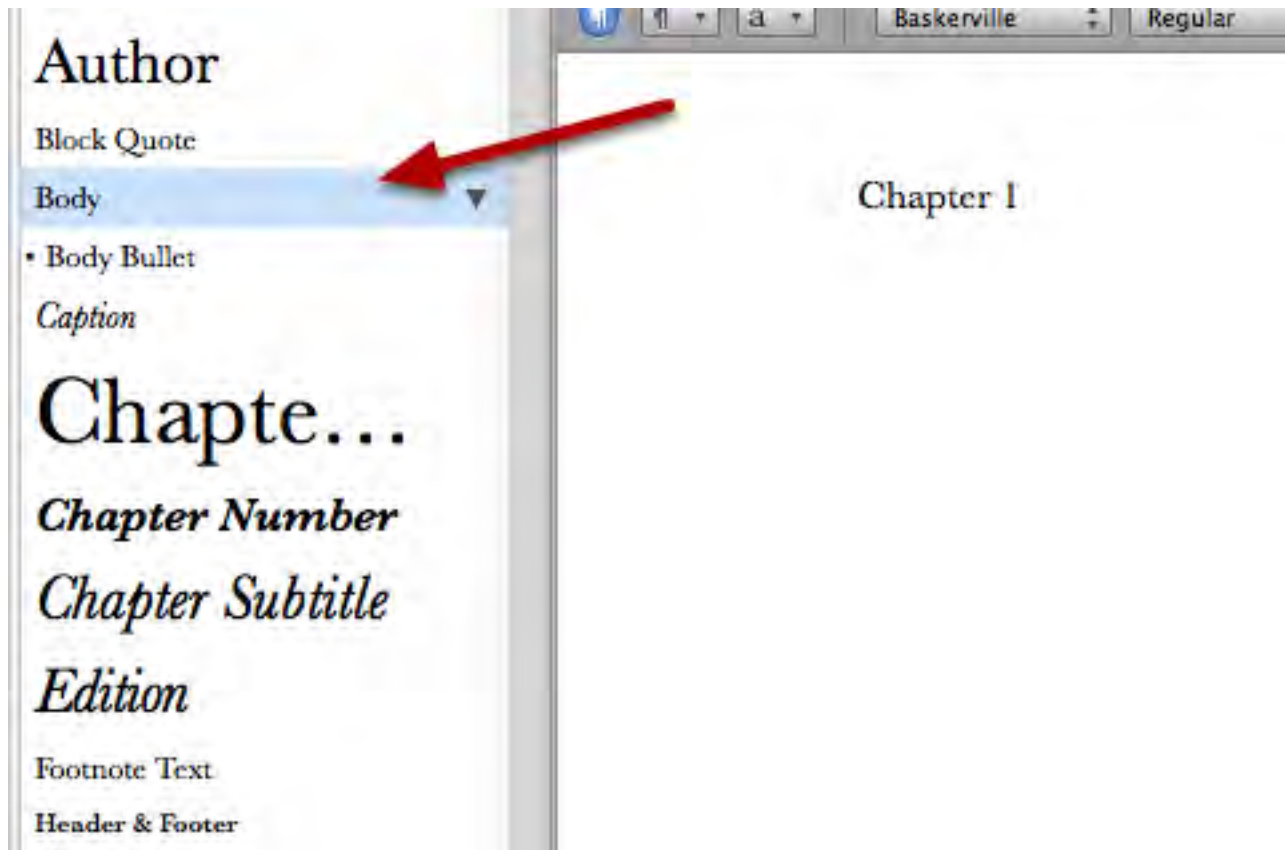 ¶ a Baskerville Regular
Author
Block Quote
Body
• Body Bullet
Caption
Chapte...
Chapter Number
Chapter Subtitle
Edition
Footnote Text
Header & Footer
Chapter 1